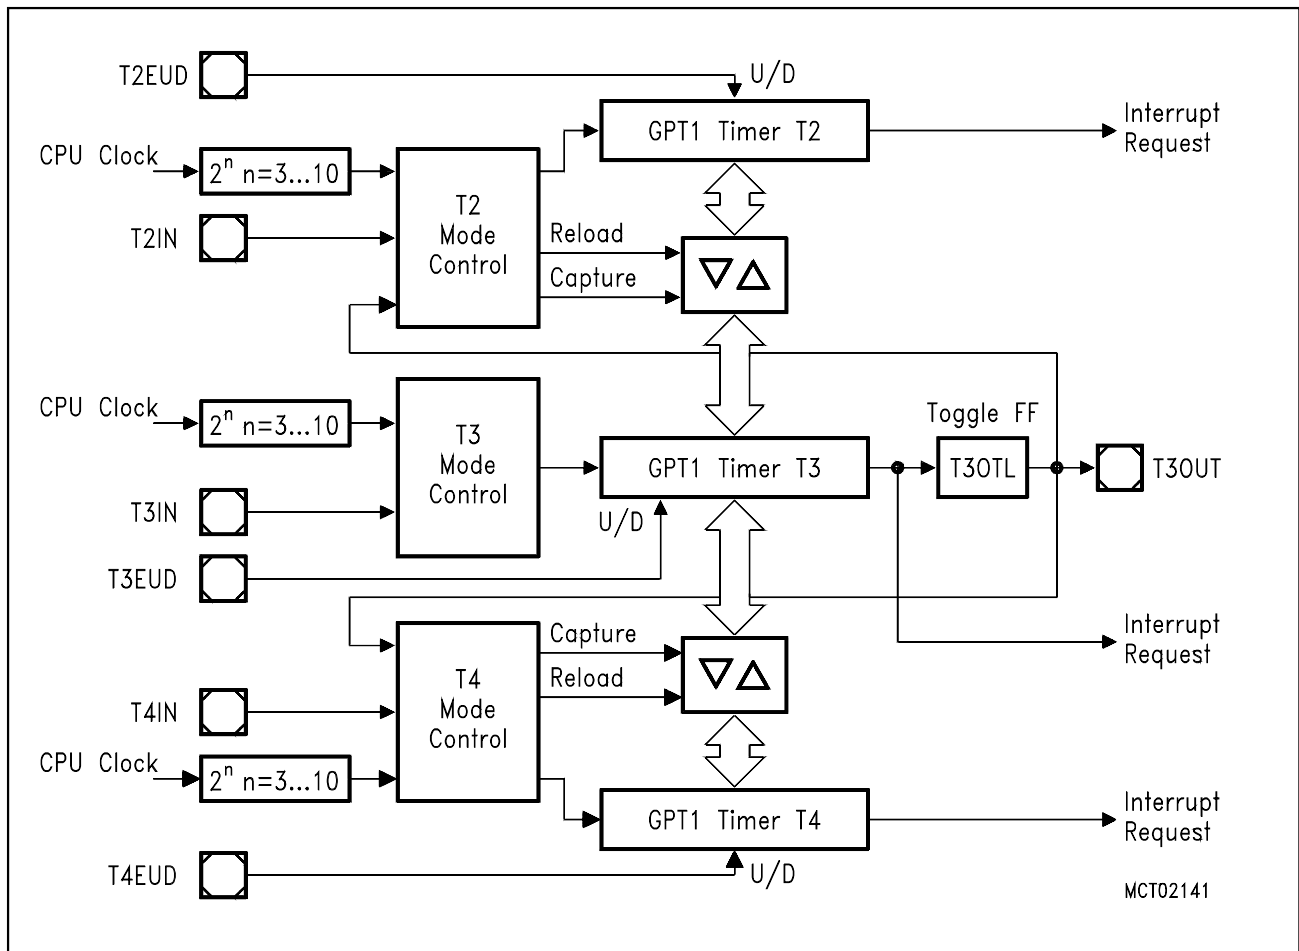 T2EUD
U/D
GPT1 Timer T2
Interrupt
Request
CPU Clock
2ⁿ n=3...10
T2
Mode
Control
T2IN
Reload
Capture
CPU Clock
2ⁿ n=3...10
T3
Mode
Control
Toggle FF
GPT1 Timer T3
T3OTL
T3OUT
T3IN
U/D
T3EUD
Capture
Interrupt
Request
Reload
T4
Mode
Control
T4IN
CPU Clock
2ⁿ n=3...10
GPT1 Timer T4
Interrupt
Request
T4EUD
U/D
MCT02141